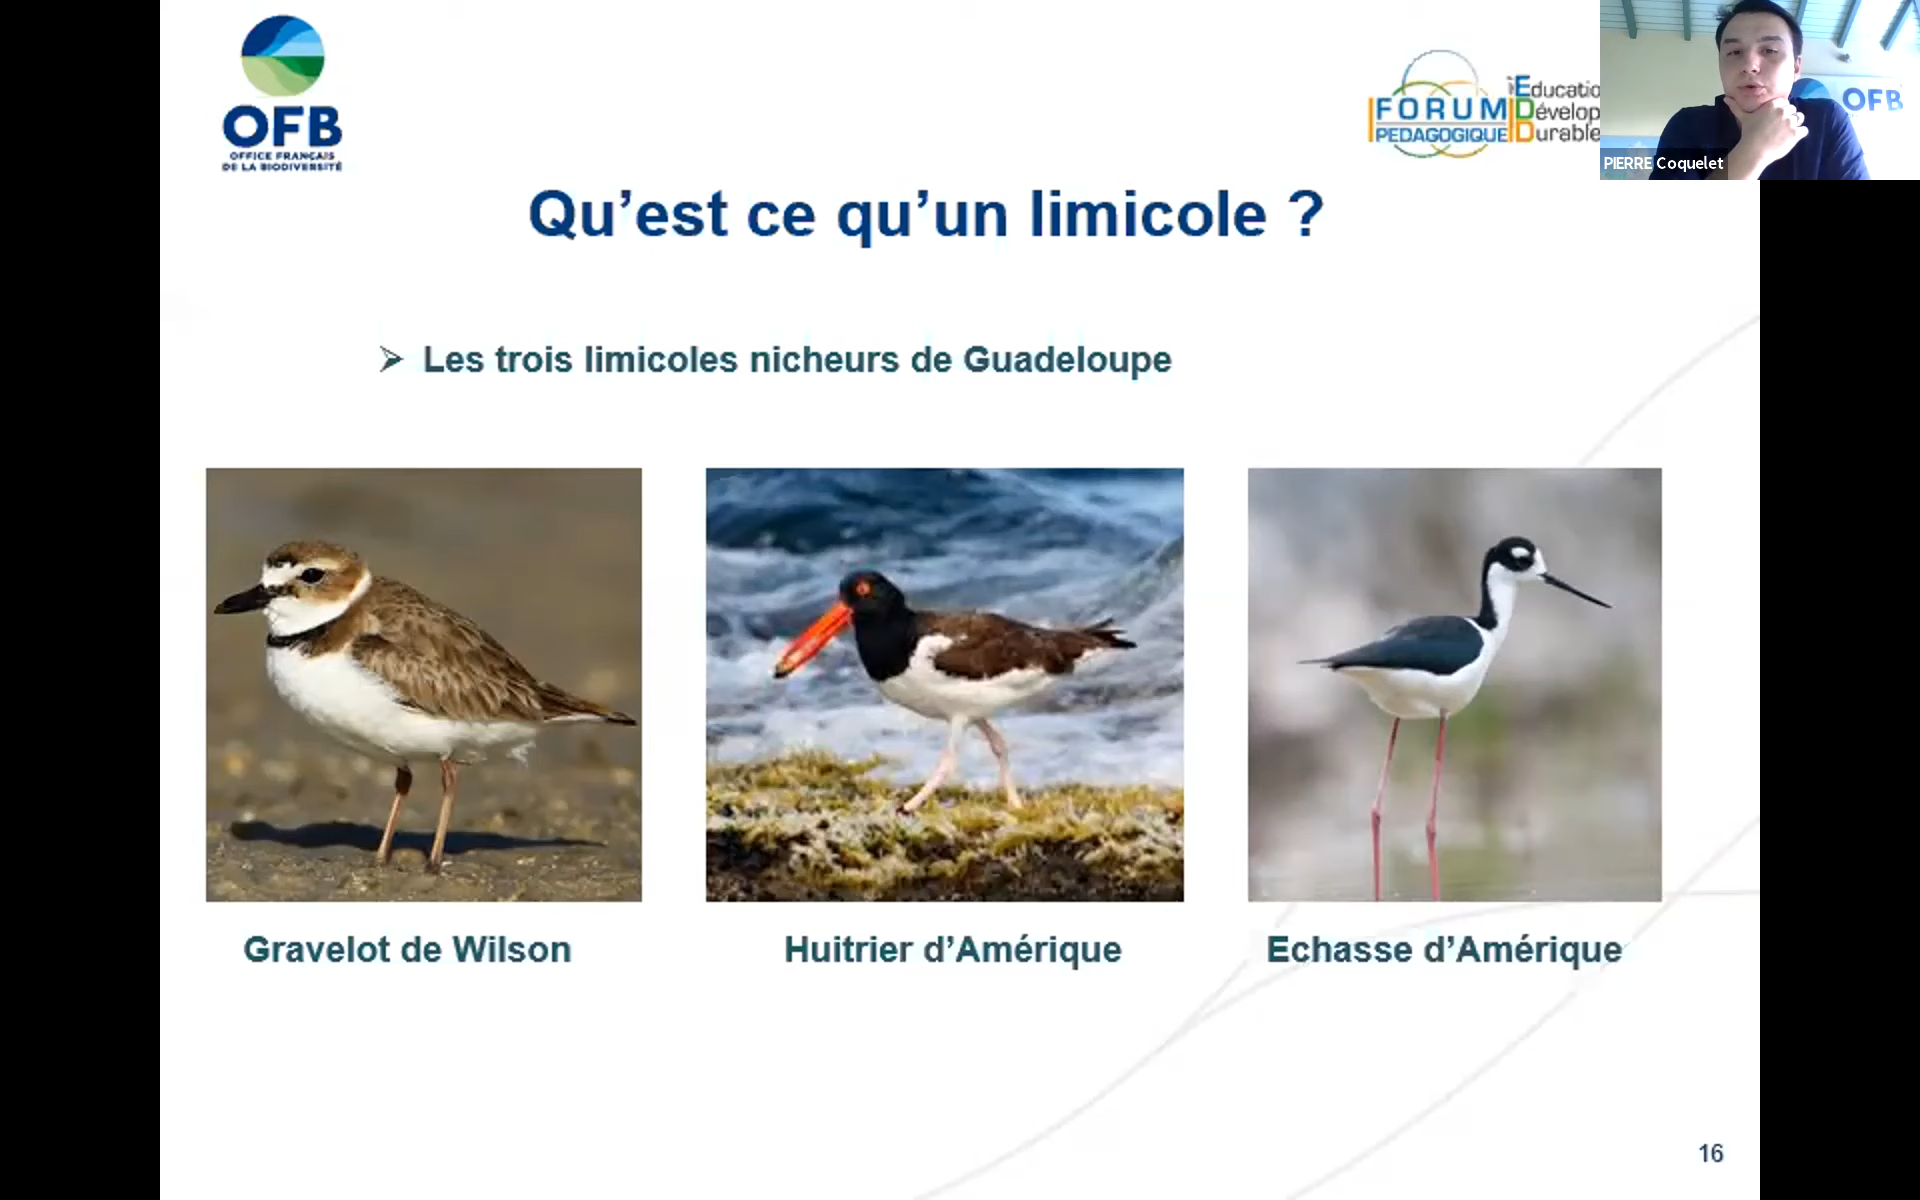 OFB
OFFICE FRANÇAIS
DE LA BIODIVERSITÉ
FORUM
PEDAGOGIQUE
Educatio
Dévelop
Durable
OFB
PIERRE Coquelet
Qu’est ce qu’un limicole ?
➢ Les trois limicoles nicheurs de Guadeloupe
Gravelot de Wilson
Huitrier d’Amérique
Echasse d’Amérique
16